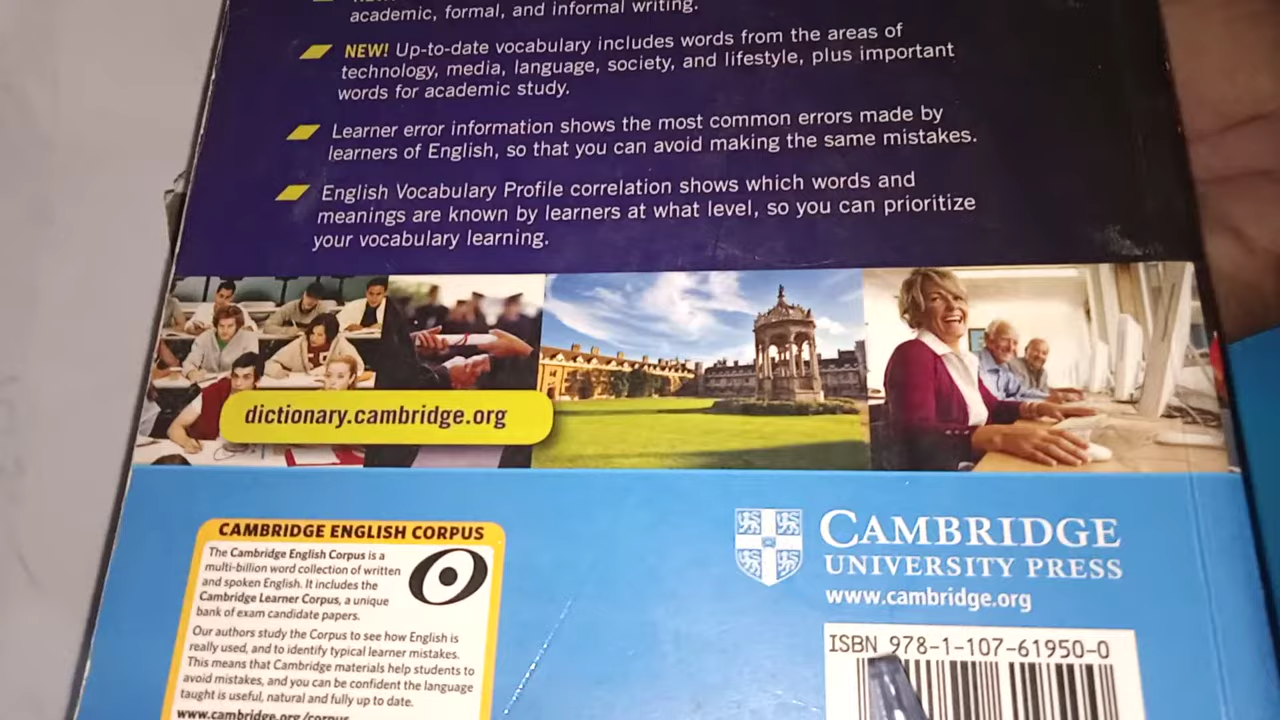 academic, formal, and informal writing.
NEW! Up-to-date vocabulary includes words from the areas of
technology, media, language, society, and lifestyle, plus important
words for academic study.
Learner error information shows the most common errors made by
learners of English, so that you can avoid making the same mistakes.
English Vocabulary Profile correlation shows which words and
meanings are known by learners at what level, so you can prioritize
your vocabulary learning.
dictionary.cambridge.org
CAMBRIDGE ENGLISH CORPUS
The Cambridge English Corpus is a
multi-billion word collection of written
and spoken English. It includes the
Cambridge Learner Corpus, a unique
bank of exam candidate papers.
Our authors study the Corpus to see how English is
really used, and to identify typical learner mistakes.
This means that Cambridge materials help students to
avoid mistakes, and you can be confident the language
taught is useful, natural and fully up to date.
www.cambridge.org/corpus
CAMBRIDGE
UNIVERSITY PRESS
www.cambridge.org
ISBN 978-1-107-61950-0